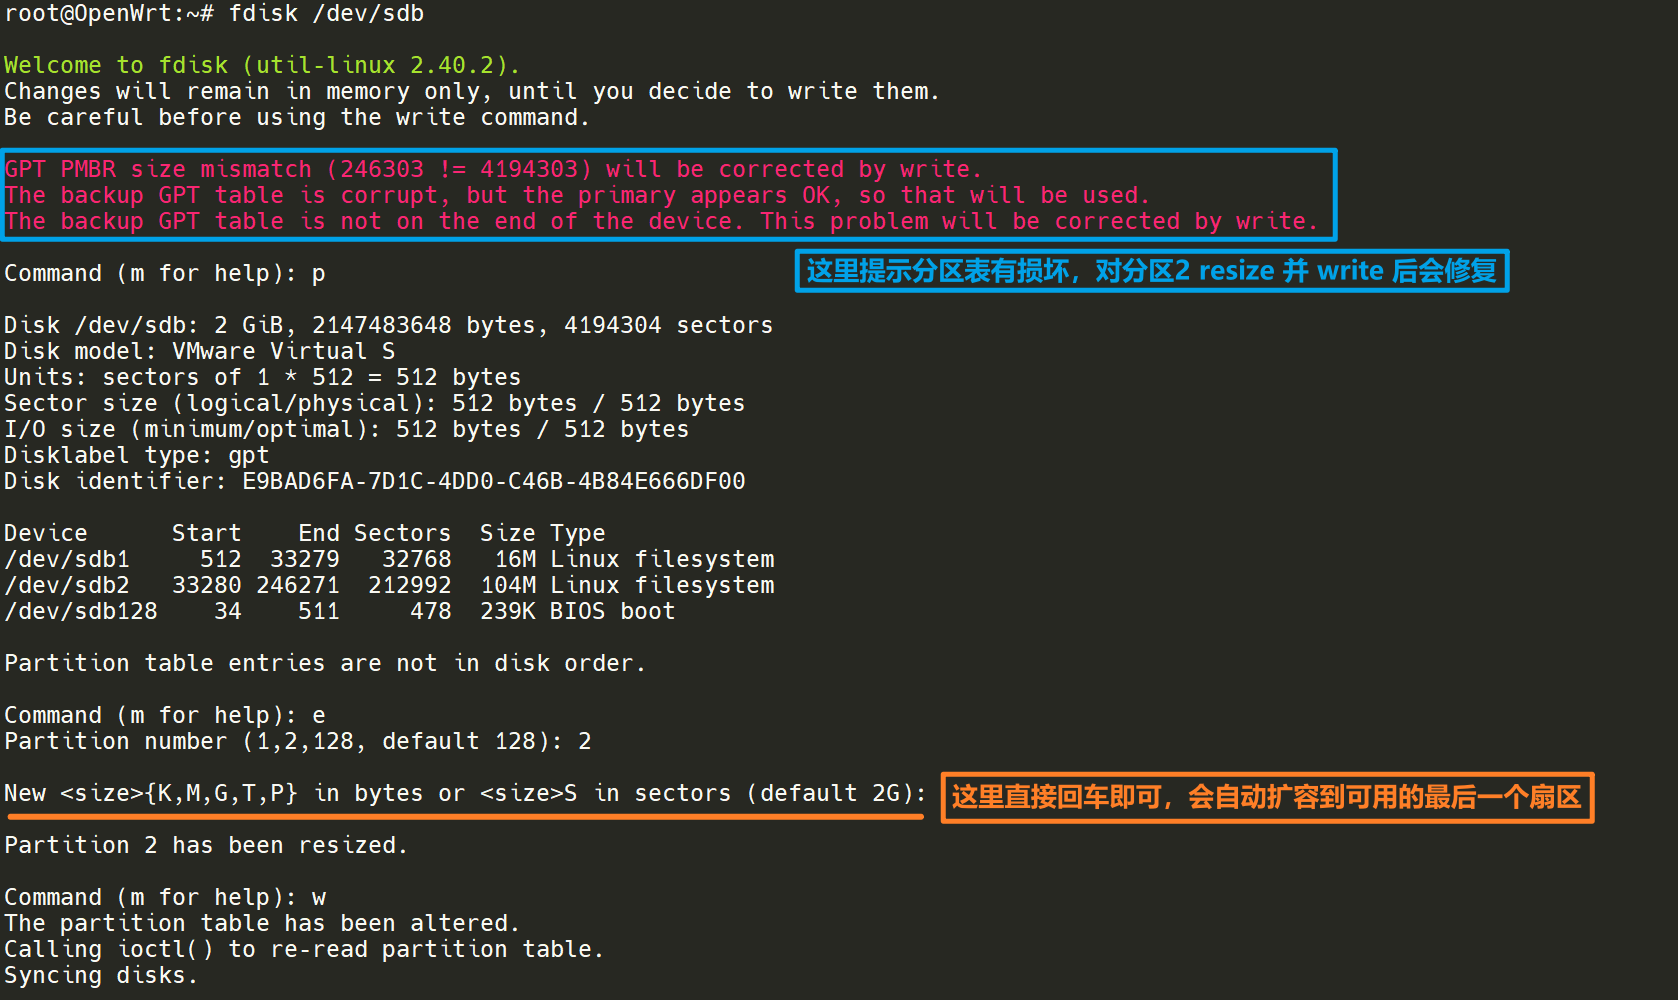 root@OpenWrt:~# fdisk /dev/sdb
Welcome to fdisk (util-linux 2.40.2).
Changes will remain in memory only, until you decide to write them.
Be careful before using the write command.
GPT PMBR size mismatch (246303 != 4194303) will be corrected by write.
The backup GPT table is corrupt, but the primary appears OK, so that will be used.
The backup GPT table is not on the end of the device. This problem will be corrected by write.
Command (m for help): p
这里提示分区表有损坏，对分区2 resize 并 write 后会修复
Disk /dev/sdb: 2 GiB, 2147483648 bytes, 4194304 sectors
Disk model: VMware Virtual S
Units: sectors of 1 * 512 = 512 bytes
Sector size (logical/physical): 512 bytes / 512 bytes
I/O size (minimum/optimal): 512 bytes / 512 bytes
Disklabel type: gpt
Disk identifier: E9BAD6FA-7D1C-4DD0-C46B-4B84E666DF00
Device      Start    End Sectors  Size Type
/dev/sdb1     512  33279   32768   16M Linux filesystem
/dev/sdb2   33280 246271  212992  104M Linux filesystem
/dev/sdb128    34    511     478  239K BIOS boot
Partition table entries are not in disk order.
Command (m for help): e
Partition number (1,2,128, default 128): 2
New <size>{K,M,G,T,P} in bytes or <size>S in sectors (default 2G):
这里直接回车即可，会自动扩容到可用的最后一个扇区
Partition 2 has been resized.
Command (m for help): w
The partition table has been altered.
Calling ioctl() to re-read partition table.
Syncing disks.